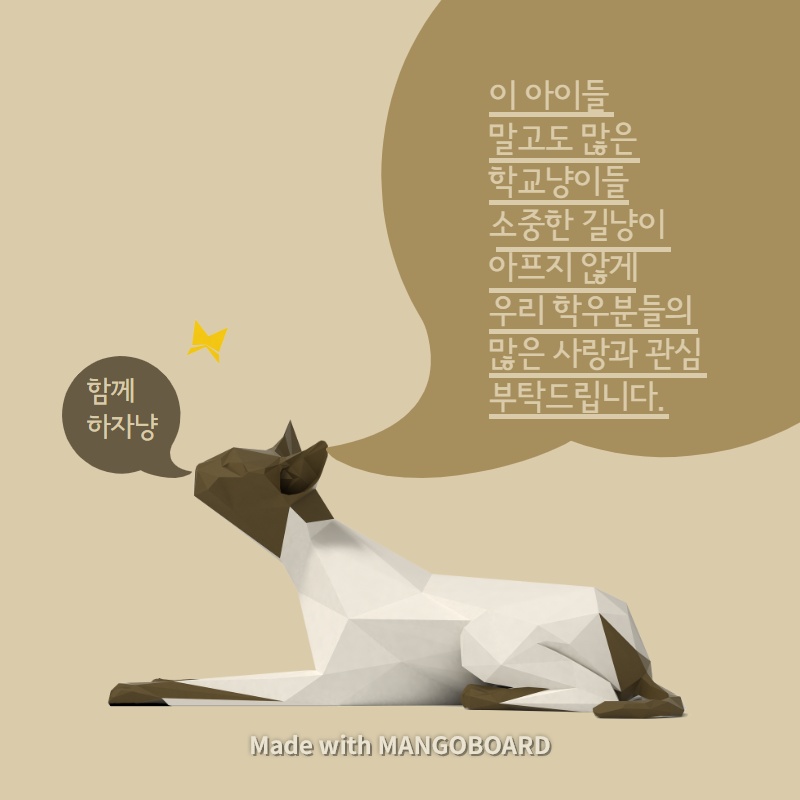 이 아이들
말고도 많은
학교냥이들
소중한 길냥이
아프지 않게
우리 학우분들의
많은 사랑과 관심
부탁드립니다.
함께
하자냥
Made with MANGOBOARD